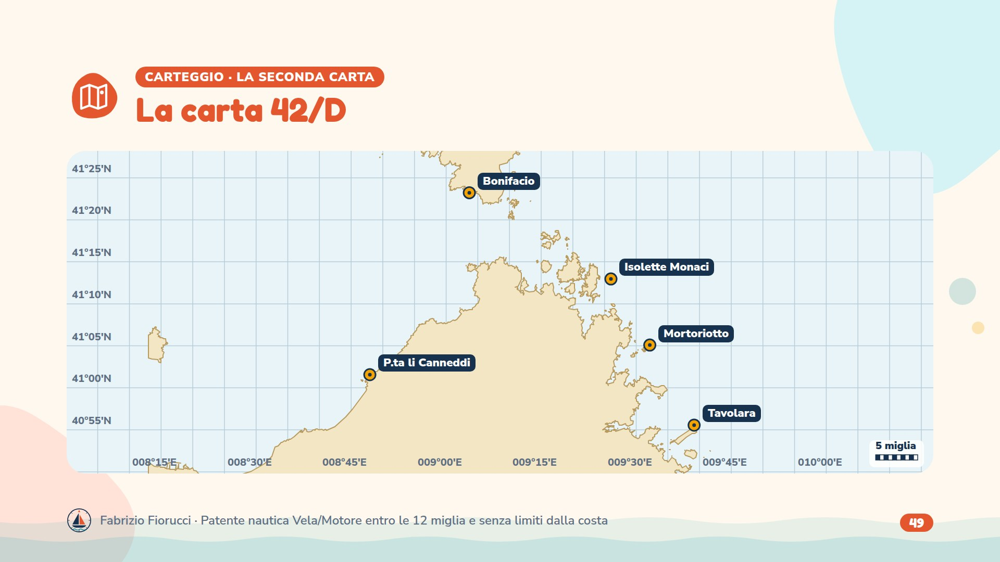 CARTEGGIO · LA SECONDA CARTA
La carta 42/D
41°25'N
Bonifacio
41°20'N
41°15'N
Isolette Monaci
41°10'N
Mortoriotto
41°05'N
P.ta li Canneddi
41°00'N
Tavolara
40°55'N
5 miglia
008°15'E
008°30'E
008°45'E
009°00'E
009°15'E
009°30'E
009°45'E
010°00'E
Fabrizio Fiorucci · Patente nautica Vela/Motore entro le 12 miglia e senza limiti dalla costa
49